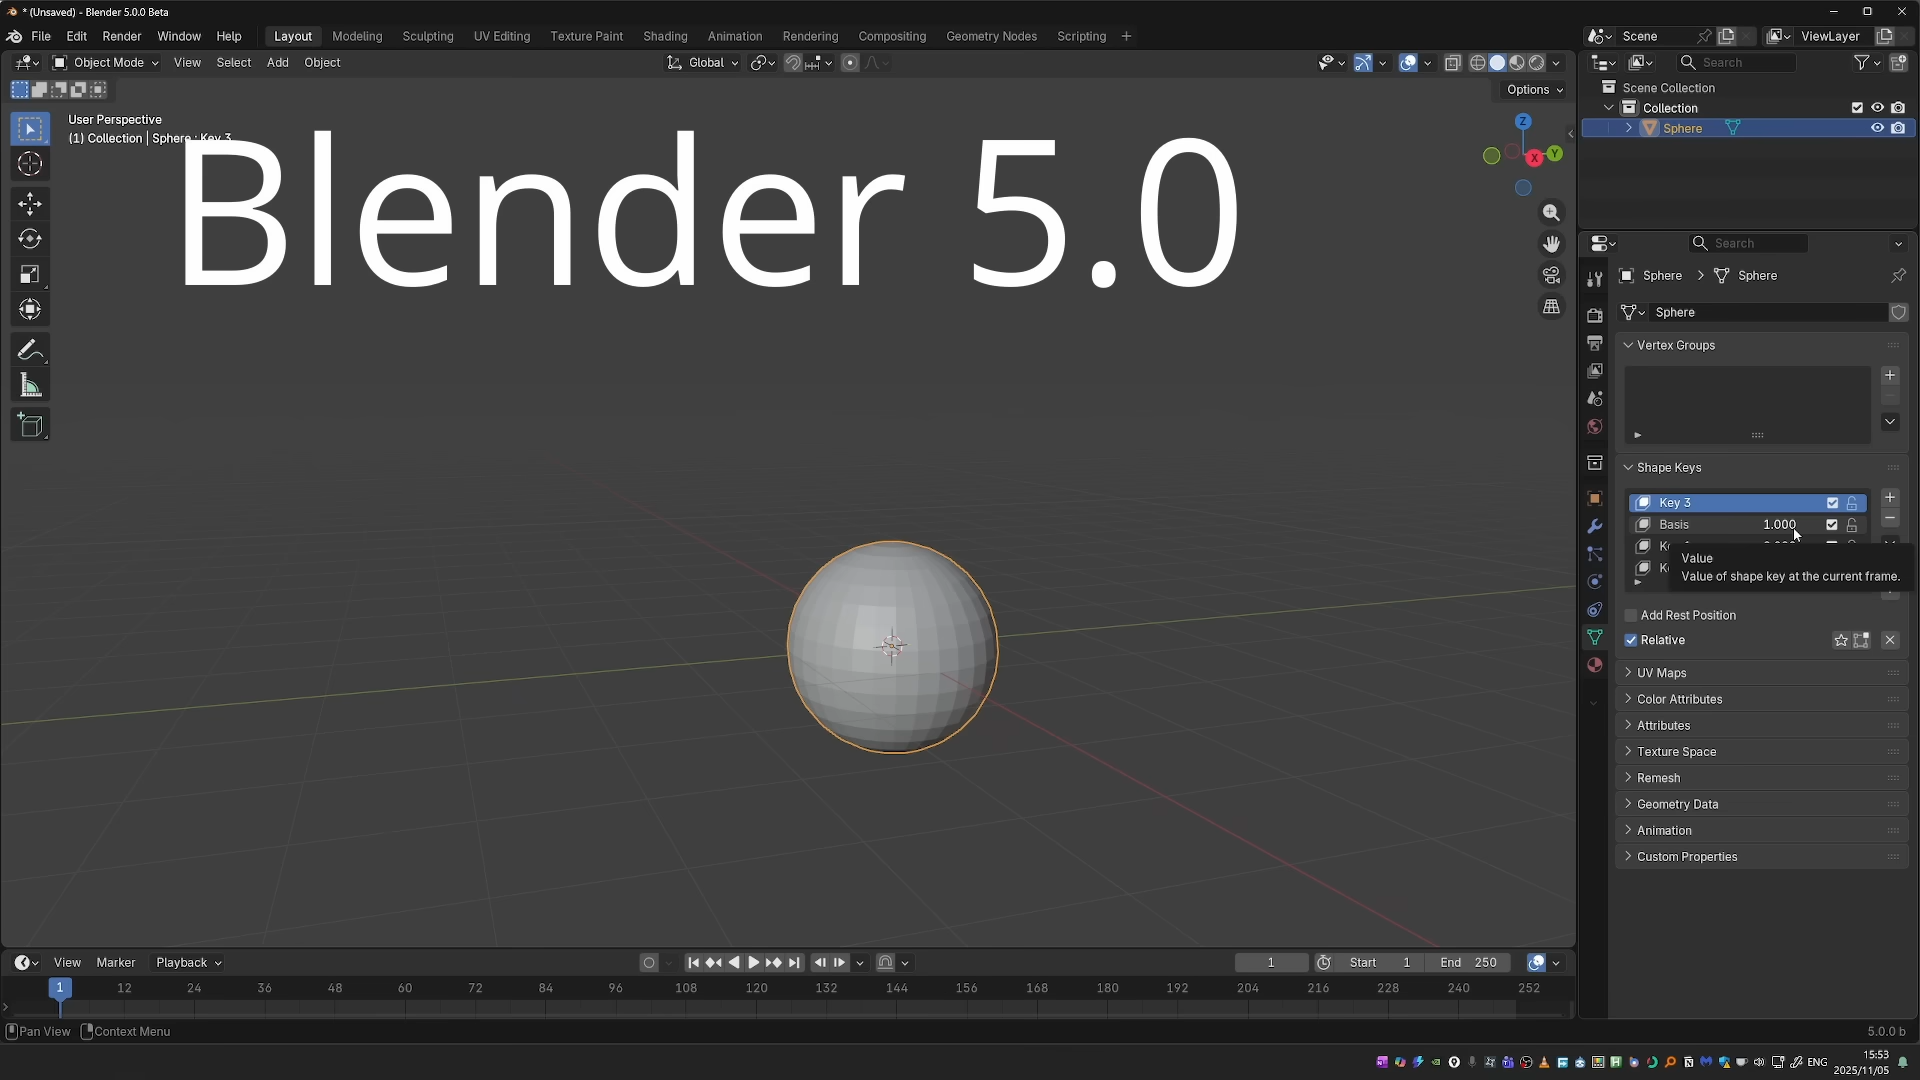 * (Unsaved) - Blender 5.0.0 Beta
File Edit Render Window Help Layout Modeling Sculpting UV Editing Texture Paint Shading Animation Rendering Compositing Geometry Nodes Scripting + Scene ViewLayer
Object Mode View Select Add Object Global Search
Options
User Perspective
(1) Collection | Sphere : Key 3
Blender 5.0
Z
X
Y
Scene Collection
Collection
Sphere
Search
Sphere > Sphere
Sphere
Vertex Groups
Shape Keys
Key 3
Basis 1.000
Value
Value of shape key at the current frame.
Add Rest Position
Relative
UV Maps
Color Attributes
Attributes
Texture Space
Remesh
Geometry Data
Animation
Custom Properties
View Marker Playback 1 Start 1 End 250
1 12 24 36 48 60 72 84 96 108 120 132 144 156 168 180 192 204 216 228 240 252
Pan View Context Menu 5.0.0 b
ENG 15:53
2025/11/05